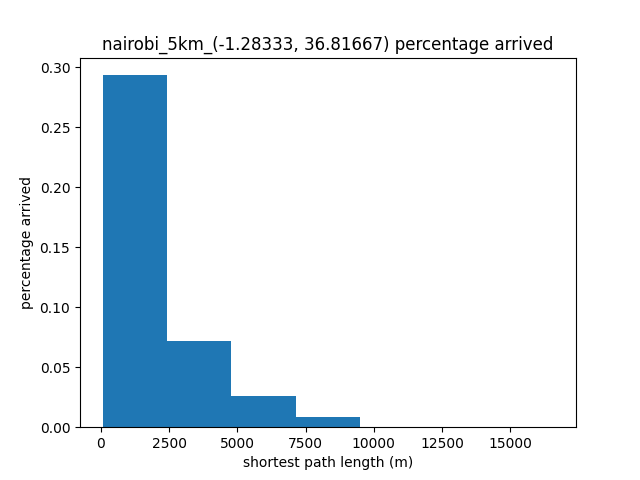 nairobi_5km_(-1.28333, 36.81667) percentage arrived
0.30
0.25
0.20
0.15
0.10
0.05
0.00
percentage arrived
0 2500 5000 7500 10000 12500 15000
shortest path length (m)